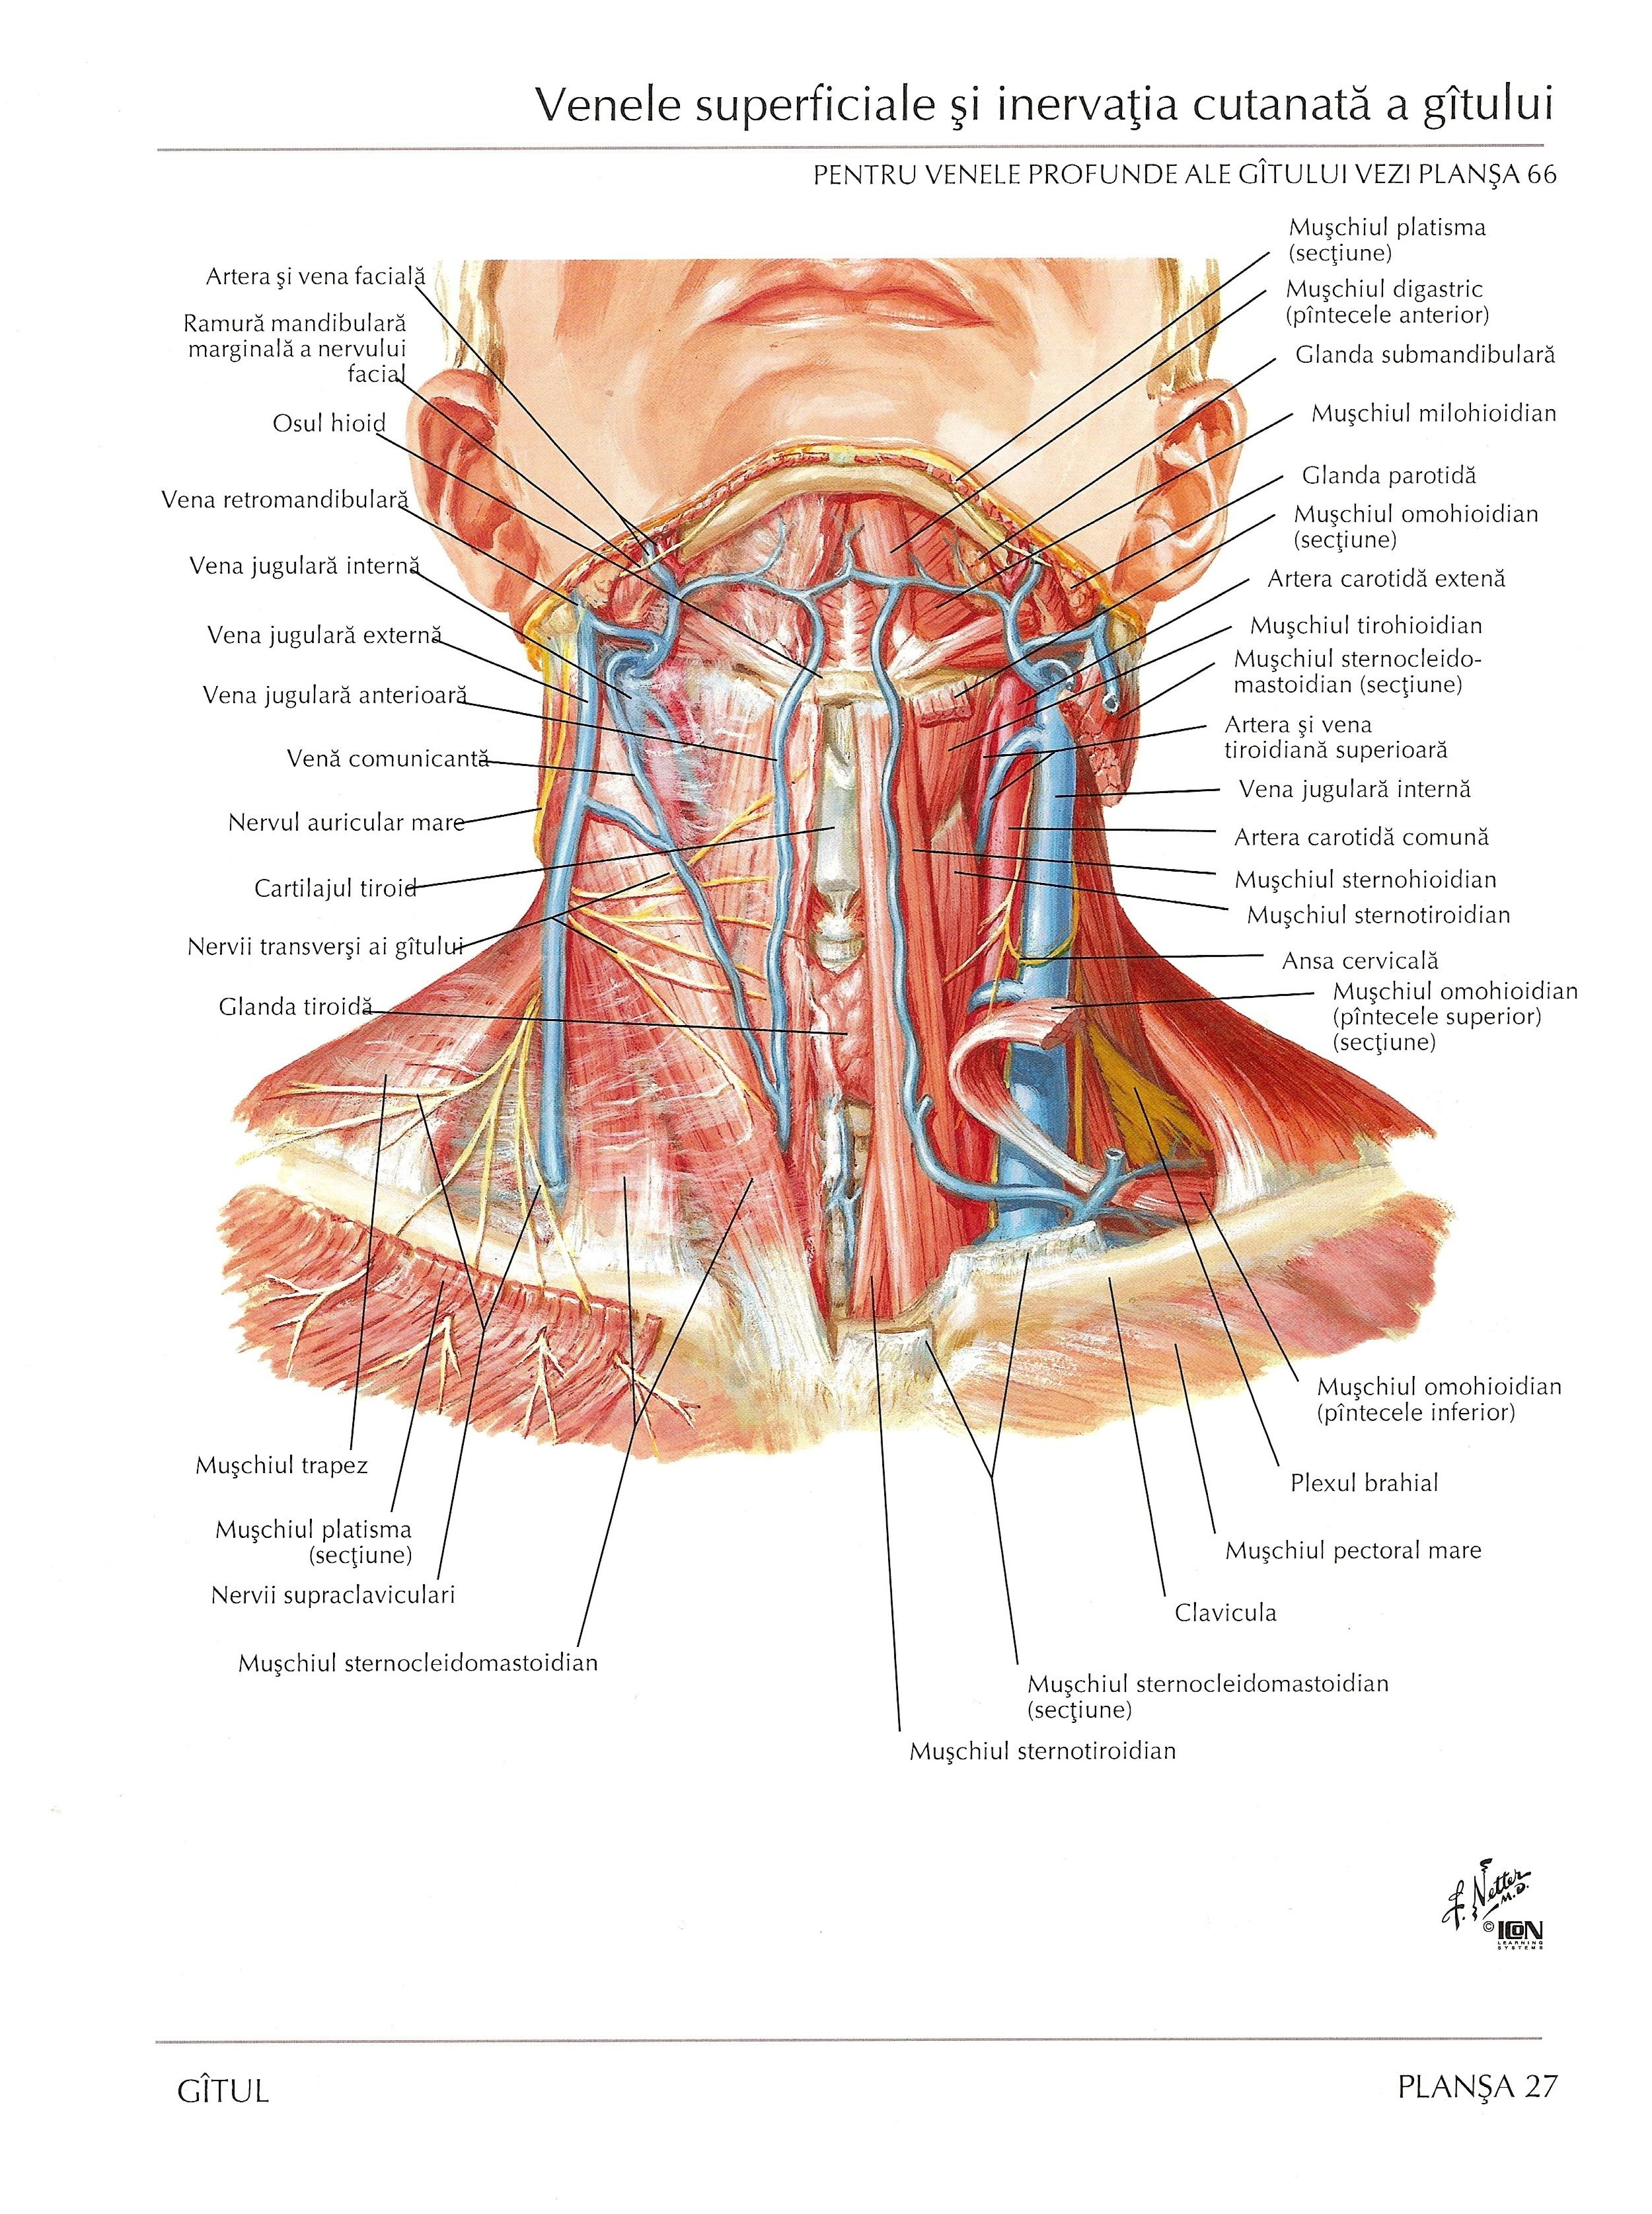 Venele superficiale şi inervaţia cutanată a gîtului
PENTRU VENELE PROFUNDE ALE GÎTULUI VEZI PLANŞA 66
Artera şi vena facială
Ramură mandibulară
marginală a nervului
facial
Osul hioid
Vena retromandibulară
Vena jugulară internă
Vena jugulară externă
Vena jugulară anterioară
Venă comunicantă
Nervul auricular mare
Cartilajul tiroid
Nervii transverşi ai gîtului
Glanda tiroidă
Muşchiul trapez
Muşchiul platisma
(secţiune)
Nervii supraclaviculari
Muşchiul sternocleidomastoidian
Muşchiul platisma
(secţiune)
Muşchiul digastric
(pîntecele anterior)
Glanda submandibulară
Muşchiul milohioidian
Glanda parotidă
Muşchiul omohioidian
(secţiune)
Artera carotidă extenă
Muşchiul tirohioidian
Muşchiul sternocleido-
mastoidian (secţiune)
Artera şi vena
tiroidiană superioară
Vena jugulară internă
Artera carotidă comună
Muşchiul sternohioidian
Muşchiul sternotiroidian
Ansa cervicală
Muşchiul omohioidian
(pîntecele superior)
(secţiune)
Muşchiul omohioidian
(pîntecele inferior)
Plexul brahial
Muşchiul pectoral mare
Clavicula
Muşchiul sternocleidomastoidian
(secţiune)
Muşchiul sternotiroidian
F. Netter
M.D.
© ICON
LEARNING
SYSTEMS
GÎTUL
PLANŞA 27